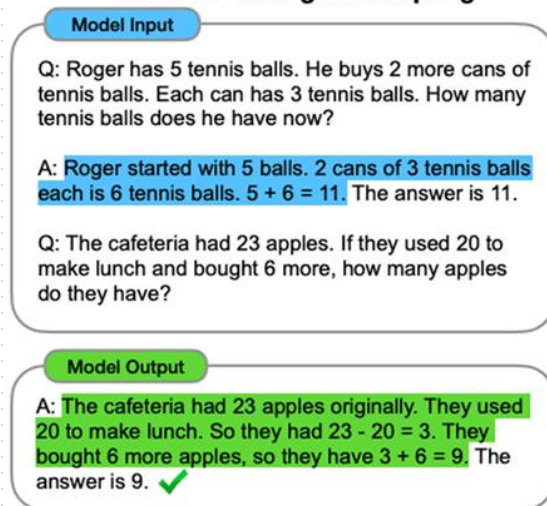 Model Input
Q: Roger has 5 tennis balls. He buys 2 more cans of
tennis balls. Each can has 3 tennis balls. How many
tennis balls does he have now?
A: Roger started with 5 balls. 2 cans of 3 tennis balls
each is 6 tennis balls. 5 + 6 = 11. The answer is 11.
Q: The cafeteria had 23 apples. If they used 20 to
make lunch and bought 6 more, how many apples
do they have?
Model Output
A: The cafeteria had 23 apples originally. They used
20 to make lunch. So they had 23 - 20 = 3. They
bought 6 more apples, so they have 3 + 6 = 9. The
answer is 9.